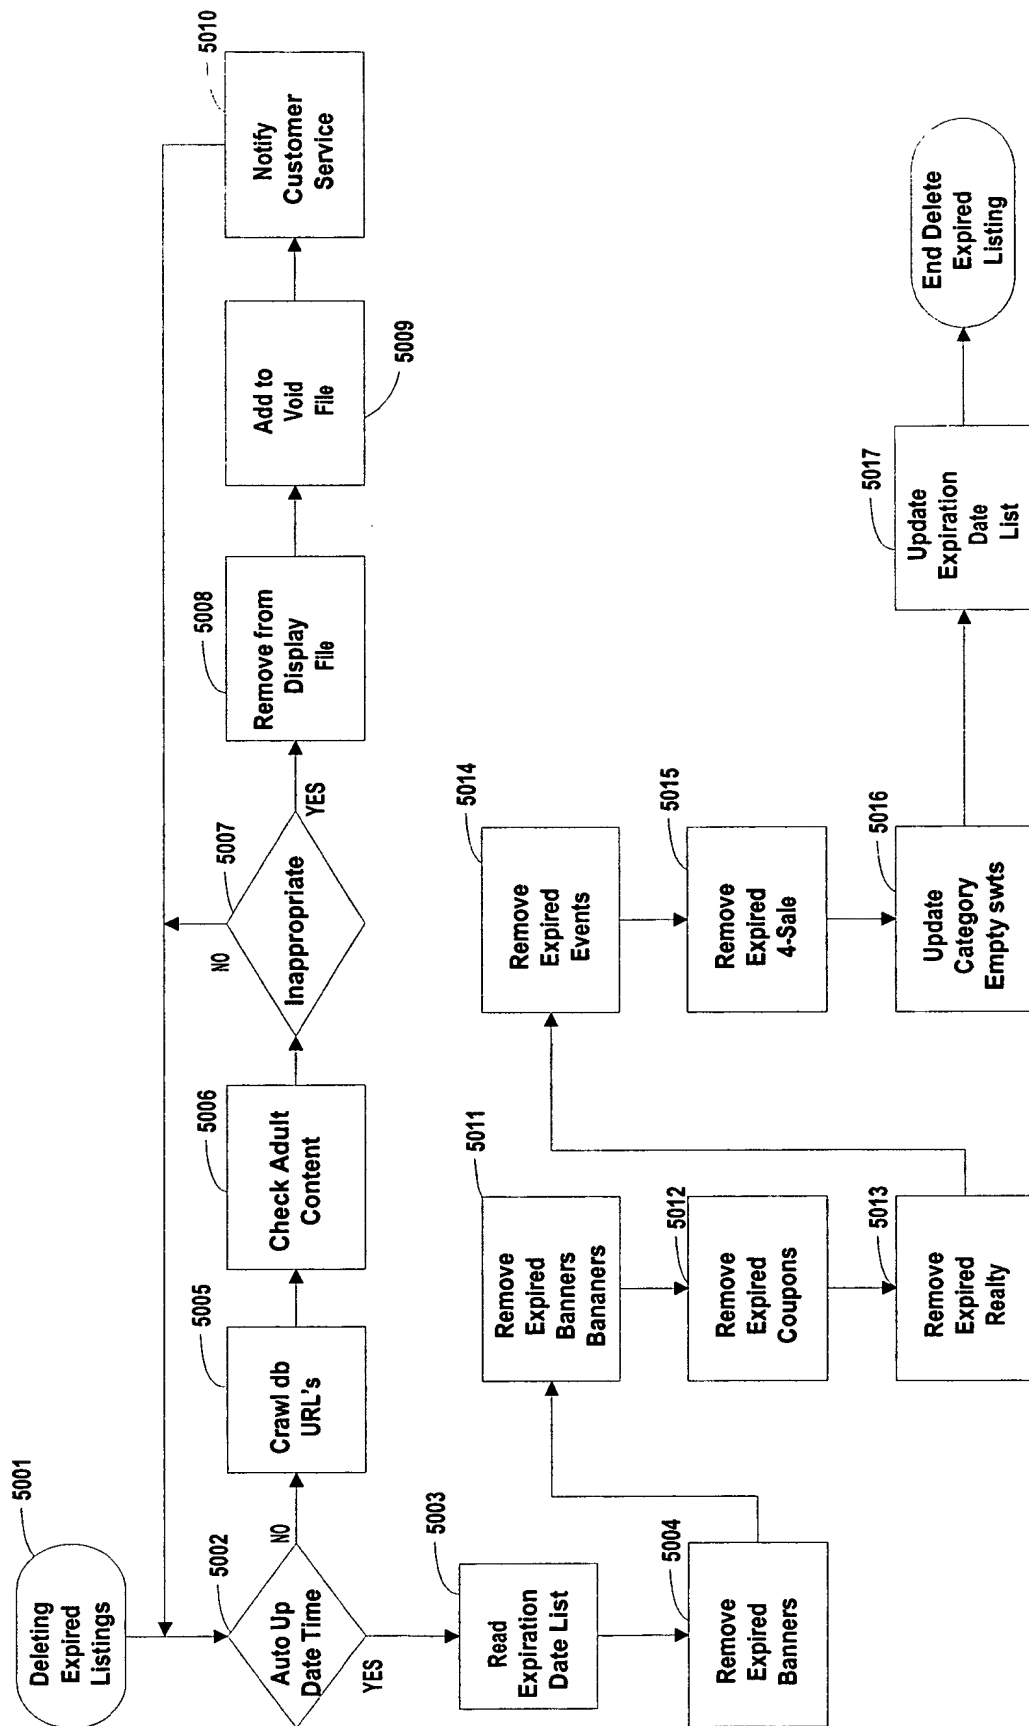 5001
Deleting
Expired
Listings
5002
Auto Up
Date Time
NO
YES
5005
Crawl db
URL's
5006
Check Adult
Content
5007
Inappropriate
NO
YES
5008
Remove from
Display
File
5009
Add to
Void
File
5010
Notify
Customer
Service
5003
Read
Expiration
Date List
5004
Remove
Expired
Banners
5011
Remove
Expired
Banners
Bananers
5012
Remove
Expired
Coupons
5013
Remove
Expired
Realty
5014
Remove
Expired
Events
5015
Remove
Expired
4-Sale
5016
Update
Category
Empty swts
5017
Update
Expiration
Date
List
End Delete
Expired
Listing